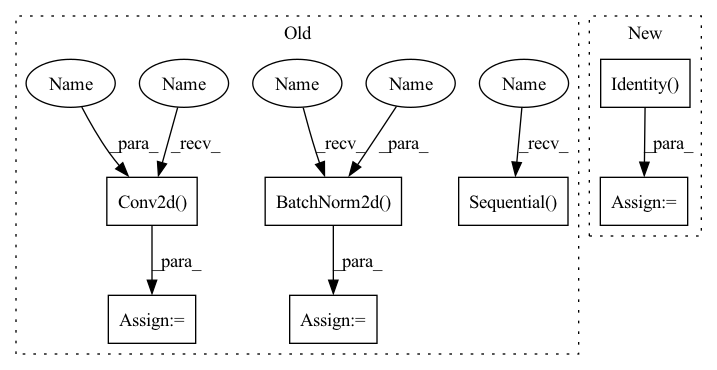 Old
New
Name
Name
Name
Name
Name
Identity()
_para_
_recv_
_recv_
_para_
_recv_
_para_
Conv2d()
BatchNorm2d()
Sequential()
Assign:=
_para_
_para_
Assign:=
Assign:=